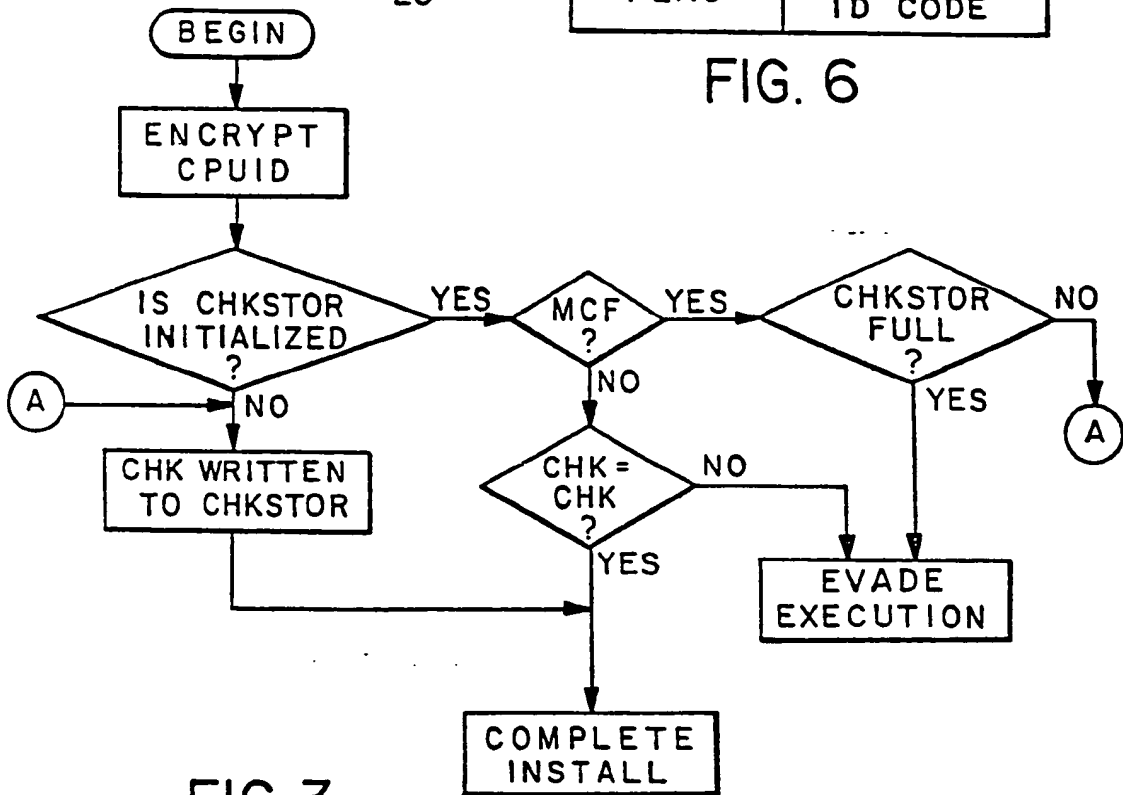 ID CODE
FIG. 6
BEGIN
ENCRYPT
CPUID
IS CHKSTOR
INITIALIZED
?
YES
MCF
?
YES
CHKSTOR
FULL
?
NO
A
NO
NO
YES
A
CHK WRITTEN
TO CHKSTOR
CHK =
CHK
?
NO
YES
EVADE
EXECUTION
COMPLETE
INSTALL